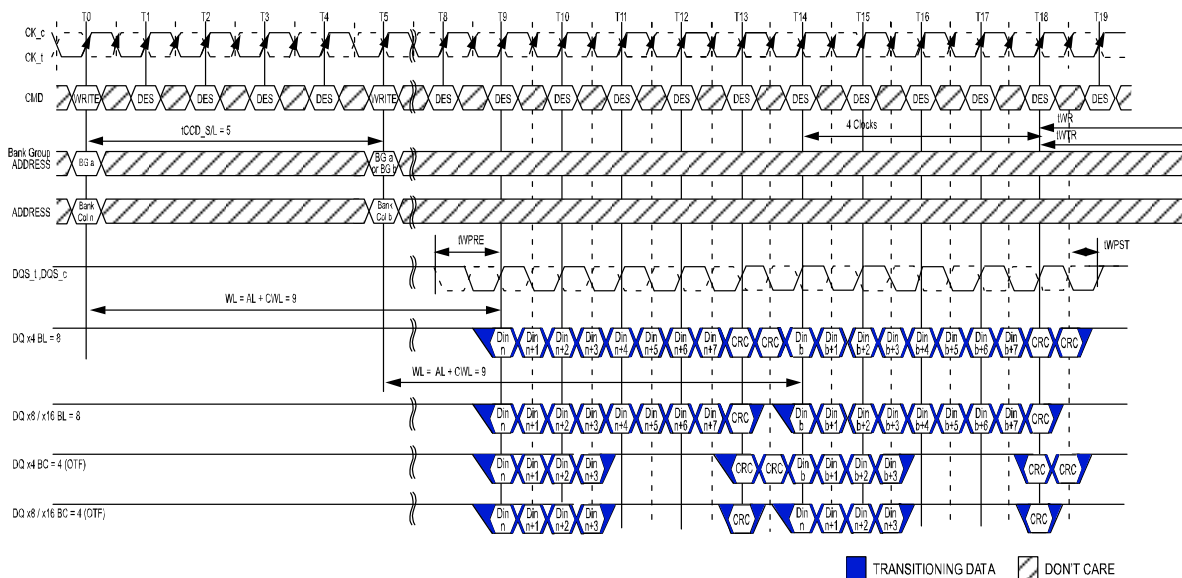 T0 T1 T2 T3 T4 T5 T8 T9 T10 T11 T12 T13 T14 T15 T16 T17 T18 T19
CK_c
CK_t
CMD WRITE DES DES DES DES WRITE DES DES DES DES DES DES DES DES DES DES DES DES
tCCD_S/L = 5 4 Clocks tWR
tWTR
Bank Group
ADDRESS BG a BG a
or BG b
ADDRESS Bank
Col n Bank
Col b
tWPRE tWPST
DQS_t ,DQS_c
WL = AL + CWL = 9
DQ x4 BL = 8 Din
n Din
n+1 Din
n+2 Din
n+3 Din
n+4 Din
n+5 Din
n+6 Din
n+7 CRC CRC Din
b Din
b+1 Din
b+2 Din
b+3 Din
b+4 Din
b+5 Din
b+6 Din
b+7 CRC CRC
WL = AL + CWL = 9
DQ x8 / x16 BL = 8 Din
n Din
n+1 Din
n+2 Din
n+3 Din
n+4 Din
n+5 Din
n+6 Din
n+7 CRC Din
b Din
b+1 Din
b+2 Din
b+3 Din
b+4 Din
b+5 Din
b+6 Din
b+7 CRC
DQ x4 BC = 4 (OTF) Din
n Din
n+1 Din
n+2 Din
n+3 CRC CRC Din
b Din
b+1 Din
b+2 Din
b+3 CRC CRC
DQ x8 / x16 BC = 4 (OTF) Din
n Din
n+1 Din
n+2 Din
n+3 CRC Din
n Din
b+1 Din
b+2 Din
b+3 CRC
TRANSITIONING DATA DON'T CARE